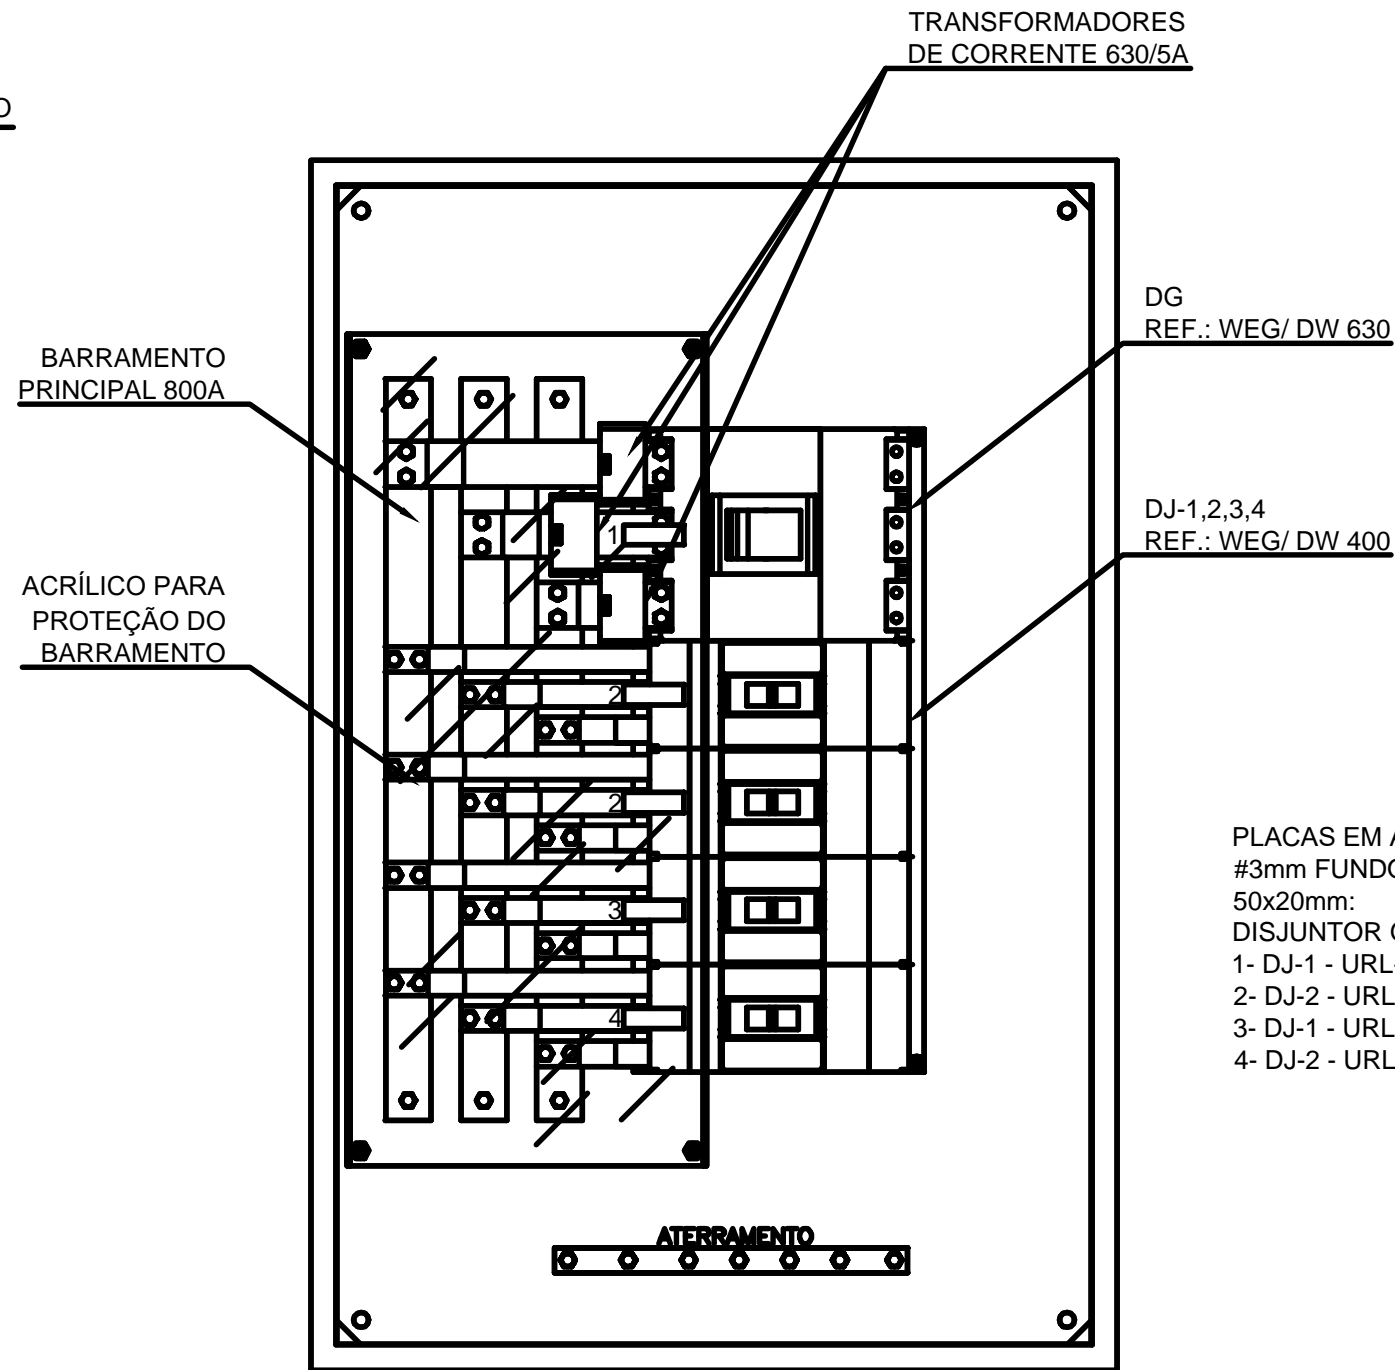 TRANSFORMADORES
DE CORRENTE 630/5A
O
DG
REF.: WEG/ DW 630
BARRAMENTO
PRINCIPAL 800A
DJ-1,2,3,4
REF.: WEG/ DW 400
1
ACRÍLICO PARA
PROTEÇÃO DO
BARRAMENTO
2
2
3
4
PLACAS EM A
#3mm FUNDO
50x20mm:
DISJUNTOR G
1- DJ-1 - URL-
2- DJ-2 - URL
3- DJ-1 - URL
4- DJ-2 - URL
ATERRAMENTO